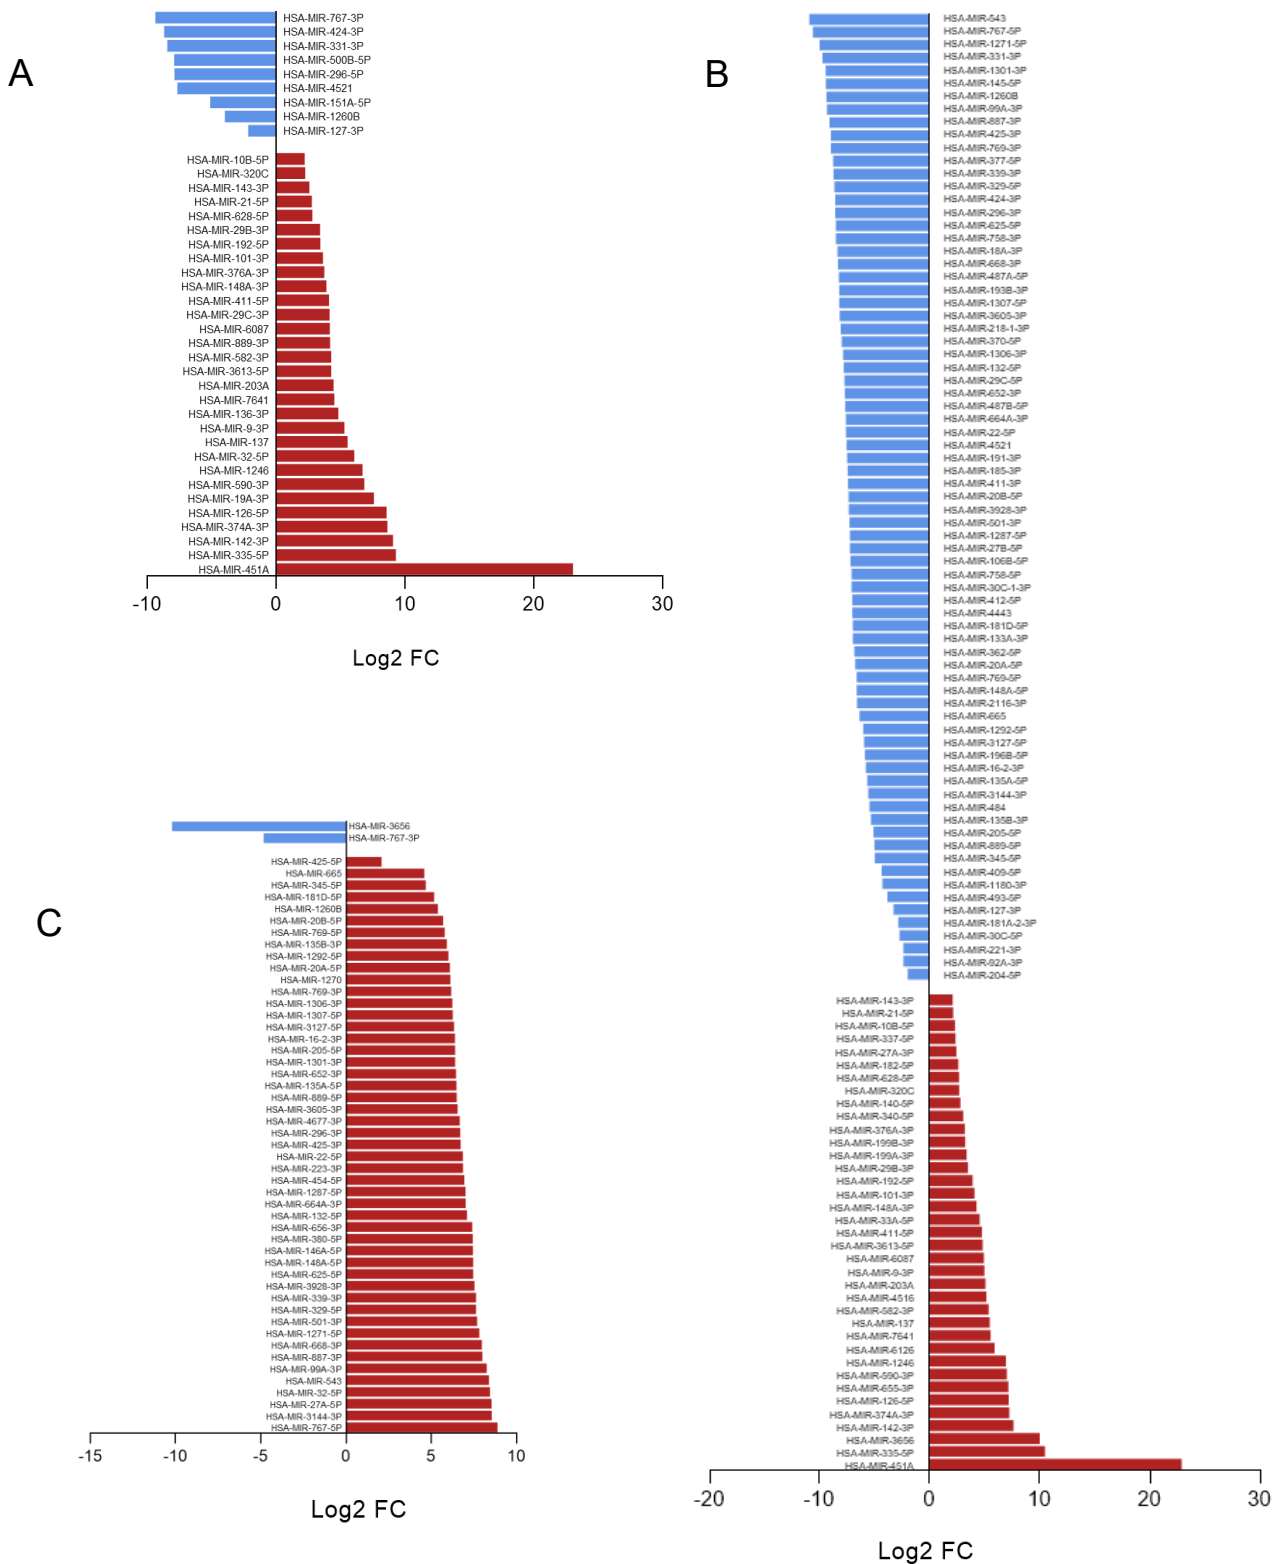 A
HSA-MIR-767-3P
HSA-MIR-424-3P
HSA-MIR-331-3P
HSA-MIR-500B-5P
HSA-MIR-296-5P
HSA-MIR-4521
HSA-MIR-151A-5P
HSA-MIR-1260B
HSA-MIR-127-3P
HSA-MIR-10B-5P
HSA-MIR-320C
HSA-MIR-143-3P
HSA-MIR-21-5P
HSA-MIR-628-5P
HSA-MIR-29B-3P
HSA-MIR-192-5P
HSA-MIR-101-3P
HSA-MIR-376A-3P
HSA-MIR-148A-3P
HSA-MIR-411-5P
HSA-MIR-29C-3P
HSA-MIR-6087
HSA-MIR-889-3P
HSA-MIR-582-3P
HSA-MIR-3613-5P
HSA-MIR-203A
HSA-MIR-7641
HSA-MIR-136-3P
HSA-MIR-9-3P
HSA-MIR-137
HSA-MIR-32-5P
HSA-MIR-1246
HSA-MIR-590-3P
HSA-MIR-19A-3P
HSA-MIR-126-5P
HSA-MIR-374A-3P
HSA-MIR-142-3P
HSA-MIR-335-5P
HSA-MIR-451A
-10 0 10 20 30
Log2 FC
B
HSA-MIR-543
HSA-MIR-767-5P
HSA-MIR-1271-5P
HSA-MIR-331-3P
HSA-MIR-1301-3P
HSA-MIR-145-5P
HSA-MIR-1260B
HSA-MIR-99A-3P
HSA-MIR-887-3P
HSA-MIR-425-3P
HSA-MIR-769-3P
HSA-MIR-377-5P
HSA-MIR-339-3P
HSA-MIR-329-5P
HSA-MIR-424-3P
HSA-MIR-296-3P
HSA-MIR-625-5P
HSA-MIR-758-3P
HSA-MIR-18A-3P
HSA-MIR-668-3P
HSA-MIR-487A-5P
HSA-MIR-193B-3P
HSA-MIR-1307-5P
HSA-MIR-3605-3P
HSA-MIR-218-1-3P
HSA-MIR-370-5P
HSA-MIR-1306-3P
HSA-MIR-132-5P
HSA-MIR-29C-5P
HSA-MIR-652-3P
HSA-MIR-487B-5P
HSA-MIR-664A-3P
HSA-MIR-22-5P
HSA-MIR-4521
HSA-MIR-191-3P
HSA-MIR-185-3P
HSA-MIR-411-3P
HSA-MIR-20B-5P
HSA-MIR-3928-3P
HSA-MIR-501-3P
HSA-MIR-1287-5P
HSA-MIR-27B-5P
HSA-MIR-106B-5P
HSA-MIR-758-5P
HSA-MIR-30C-1-3P
HSA-MIR-412-5P
HSA-MIR-4443
HSA-MIR-181D-5P
HSA-MIR-133A-3P
HSA-MIR-362-5P
HSA-MIR-20A-5P
HSA-MIR-769-5P
HSA-MIR-148A-5P
HSA-MIR-2116-3P
HSA-MIR-665
HSA-MIR-1292-5P
HSA-MIR-3127-5P
HSA-MIR-196B-5P
HSA-MIR-16-2-3P
HSA-MIR-135A-5P
HSA-MIR-3144-3P
HSA-MIR-484
HSA-MIR-135B-3P
HSA-MIR-205-5P
HSA-MIR-889-5P
HSA-MIR-345-5P
HSA-MIR-409-5P
HSA-MIR-1180-3P
HSA-MIR-493-5P
HSA-MIR-127-3P
HSA-MIR-181A-2-3P
HSA-MIR-30C-5P
HSA-MIR-221-3P
HSA-MIR-92A-3P
HSA-MIR-204-5P
HSA-MIR-143-3P
HSA-MIR-21-5P
HSA-MIR-10B-5P
HSA-MIR-337-5P
HSA-MIR-27A-3P
HSA-MIR-182-5P
HSA-MIR-628-5P
HSA-MIR-320C
HSA-MIR-140-5P
HSA-MIR-340-5P
HSA-MIR-376A-3P
HSA-MIR-199B-3P
HSA-MIR-199A-3P
HSA-MIR-29B-3P
HSA-MIR-192-5P
HSA-MIR-101-3P
HSA-MIR-148A-3P
HSA-MIR-33A-5P
HSA-MIR-411-5P
HSA-MIR-3613-5P
HSA-MIR-6087
HSA-MIR-9-3P
HSA-MIR-203A
HSA-MIR-4516
HSA-MIR-582-3P
HSA-MIR-137
HSA-MIR-7641
HSA-MIR-6126
HSA-MIR-1246
HSA-MIR-590-3P
HSA-MIR-655-3P
HSA-MIR-126-5P
HSA-MIR-374A-3P
HSA-MIR-142-3P
HSA-MIR-3656
HSA-MIR-335-5P
HSA-MIR-451A
-20 -10 0 10 20 30
Log2 FC
C
HSA-MIR-3656
HSA-MIR-767-3P
HSA-MIR-425-5P
HSA-MIR-665
HSA-MIR-345-5P
HSA-MIR-181D-5P
HSA-MIR-1260B
HSA-MIR-20B-5P
HSA-MIR-769-5P
HSA-MIR-135B-3P
HSA-MIR-1292-5P
HSA-MIR-20A-5P
HSA-MIR-1270
HSA-MIR-769-3P
HSA-MIR-1306-3P
HSA-MIR-1307-5P
HSA-MIR-3127-5P
HSA-MIR-16-2-3P
HSA-MIR-205-5P
HSA-MIR-1301-3P
HSA-MIR-652-3P
HSA-MIR-135A-5P
HSA-MIR-889-5P
HSA-MIR-3605-3P
HSA-MIR-4677-3P
HSA-MIR-296-3P
HSA-MIR-425-3P
HSA-MIR-22-5P
HSA-MIR-223-3P
HSA-MIR-454-5P
HSA-MIR-1287-5P
HSA-MIR-664A-3P
HSA-MIR-132-5P
HSA-MIR-656-3P
HSA-MIR-380-5P
HSA-MIR-146A-5P
HSA-MIR-148A-5P
HSA-MIR-625-5P
HSA-MIR-3928-3P
HSA-MIR-339-3P
HSA-MIR-329-5P
HSA-MIR-501-3P
HSA-MIR-1271-5P
HSA-MIR-668-3P
HSA-MIR-887-3P
HSA-MIR-99A-3P
HSA-MIR-543
HSA-MIR-32-5P
HSA-MIR-27A-5P
HSA-MIR-3144-3P
HSA-MIR-767-5P
-15 -10 -5 0 5 10
Log2 FC